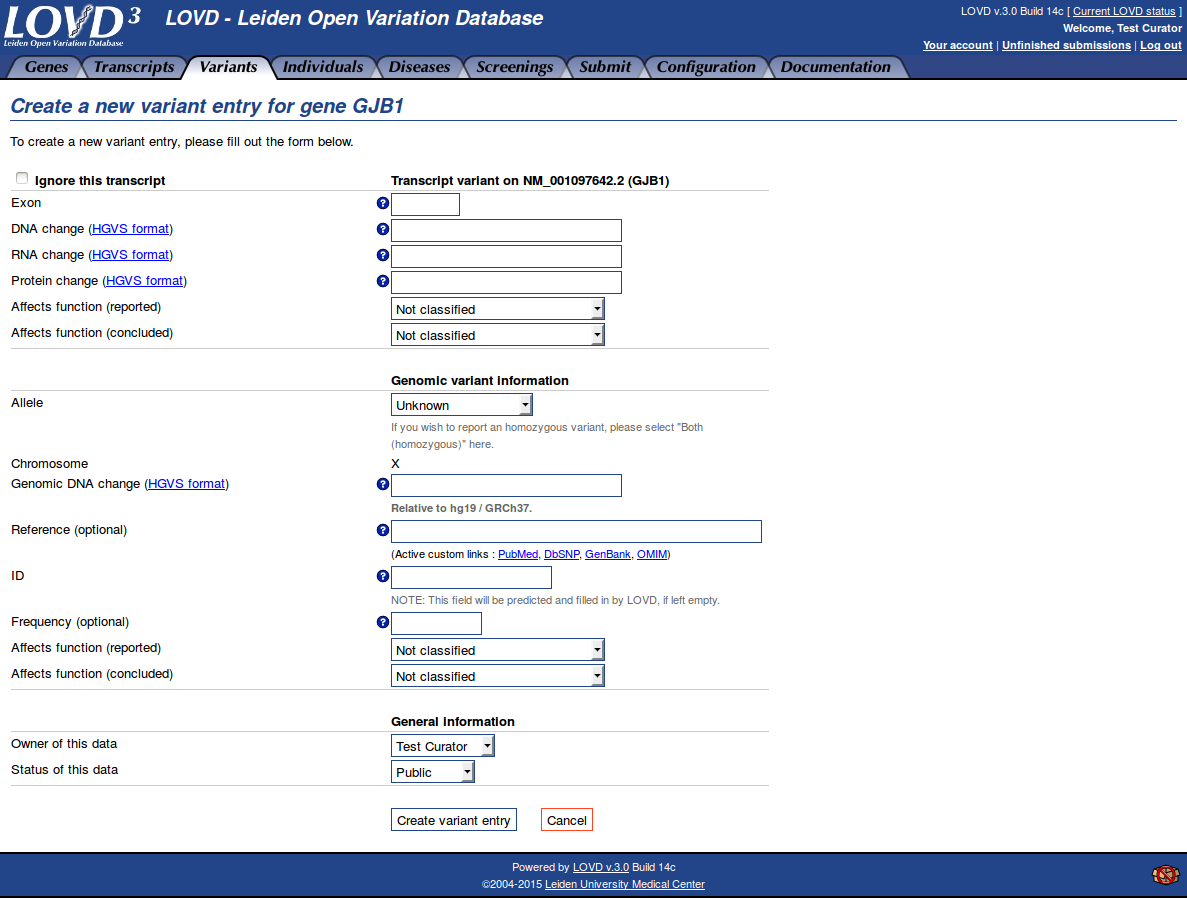 LOVD 3
Leiden Open Variation Database
LOVD - Leiden Open Variation Database
LOVD v.3.0 Build 14c [ Current LOVD status ]
Welcome, Test Curator
Your account | Unfinished submissions | Log out
Genes Transcripts Variants Individuals Diseases Screenings Submit Configuration Documentation
Create a new variant entry for gene GJB1
To create a new variant entry, please fill out the form below.
Ignore this transcript Transcript variant on NM_001097642.2 (GJB1)
Exon ?
DNA change (HGVS format) ?
RNA change (HGVS format) ?
Protein change (HGVS format) ?
Affects function (reported) Not classified
Affects function (concluded) Not classified
Genomic variant information
Allele Unknown
If you wish to report an homozygous variant, please select "Both
(homozygous)" here.
Chromosome X
Genomic DNA change (HGVS format) ?
Relative to hg19 / GRCh37.
Reference (optional) ?
(Active custom links : PubMed, DbSNP, GenBank, OMIM)
ID ?
NOTE: This field will be predicted and filled in by LOVD, if left empty.
Frequency (optional) ?
Affects function (reported) Not classified
Affects function (concluded) Not classified
General information
Owner of this data Test Curator
Status of this data Public
Create variant entry Cancel
Powered by LOVD v.3.0 Build 14c
©2004-2015 Leiden University Medical Center